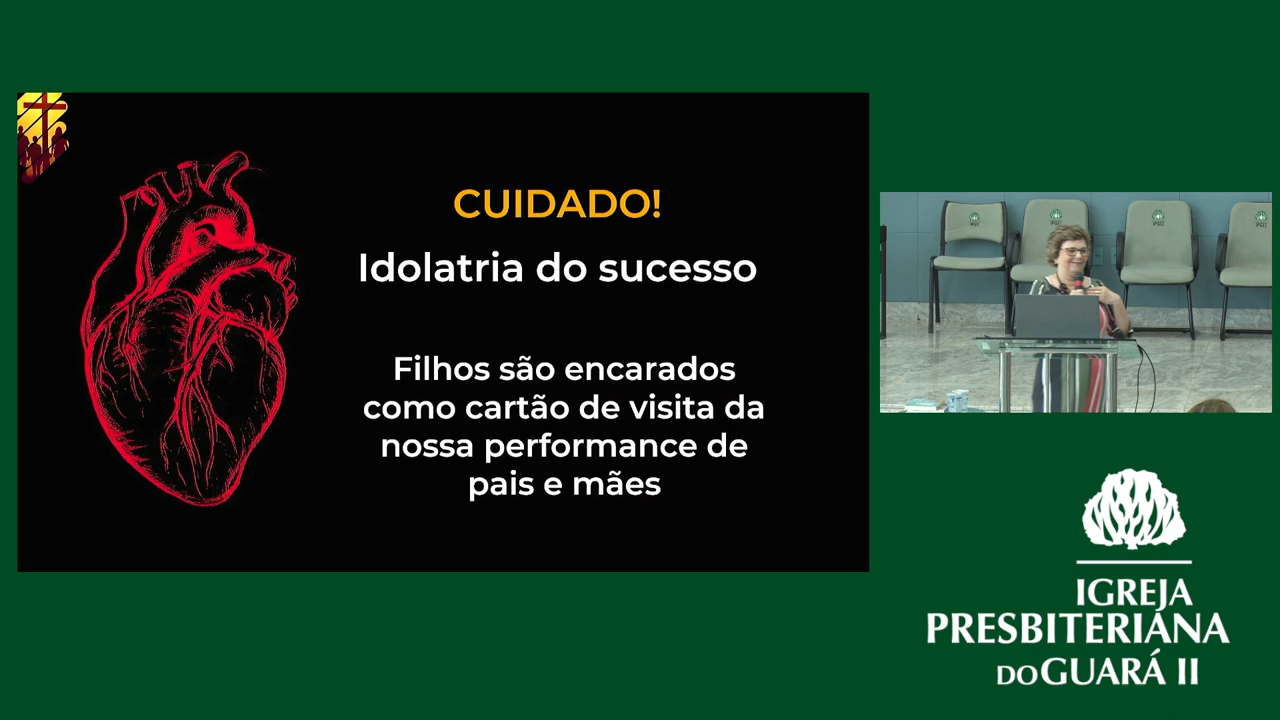 CUIDADO!
Idolatria do sucesso
Filhos são encarados
como cartão de visita da
nossa performance de
pais e mães
IGREJA
PRESBITERIANA
DO GUARÁ II